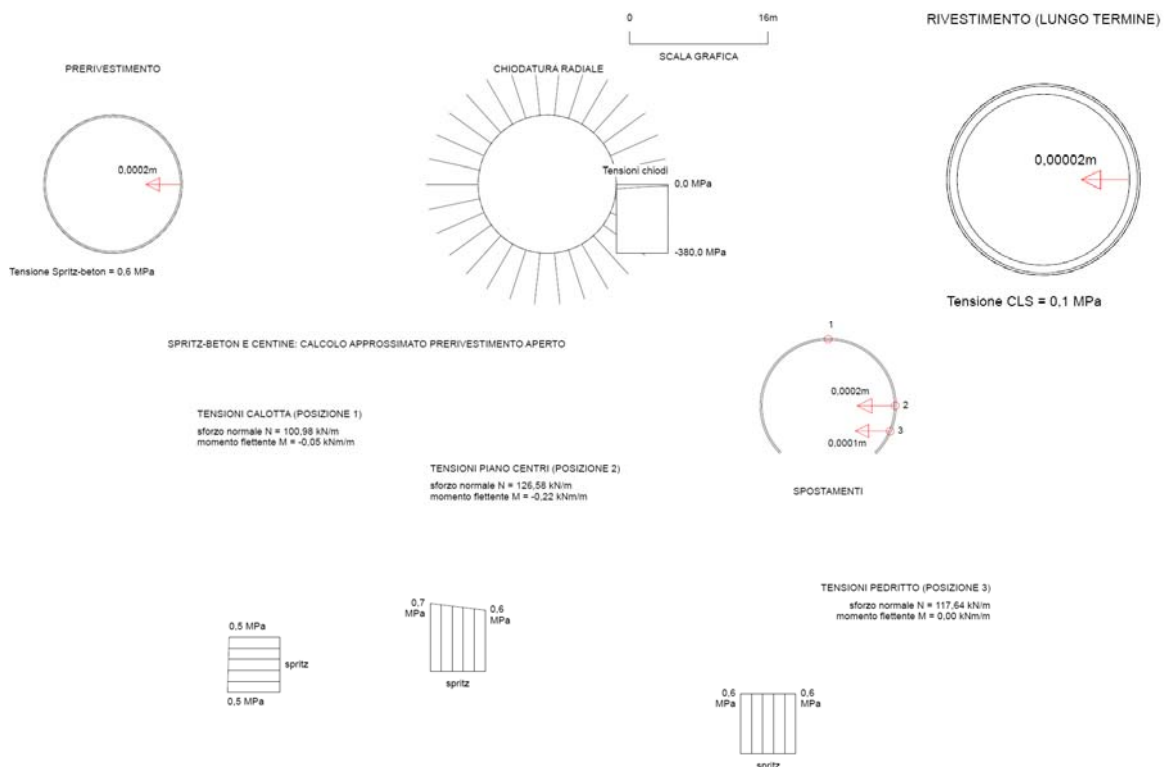 0 16m
SCALA GRAFICA
RIVESTIMENTO (LUNGO TERMINE)
PRERIVESTIMENTO
CHIODATURA RADIALE
0,0002m
Tensioni chiodi
0,0 MPa
-380,0 MPa
0,00002m
Tensione Spritz-beton = 0,6 MPa
Tensione CLS = 0,1 MPa
SPRITZ-BETON E CENTINE: CALCOLO APPROSSIMATO PRERIVESTIMENTO APERTO
1
0,0002m
2
3
0,0001m
SPOSTAMENTI
TENSIONI CALOTTA (POSIZIONE 1)
sforzo normale N = 100,98 kN/m
momento flettente M = -0,05 kNm/m
TENSIONI PIANO CENTRI (POSIZIONE 2)
sforzo normale N = 126,58 kN/m
momento flettente M = -0,22 kNm/m
TENSIONI PEDRITTO (POSIZIONE 3)
sforzo normale N = 117,64 kN/m
momento flettente M = 0,00 kNm/m
0,5 MPa
spritz
0,5 MPa
0,7
MPa
0,6
MPa
spritz
0,6
MPa
0,6
MPa
spritz